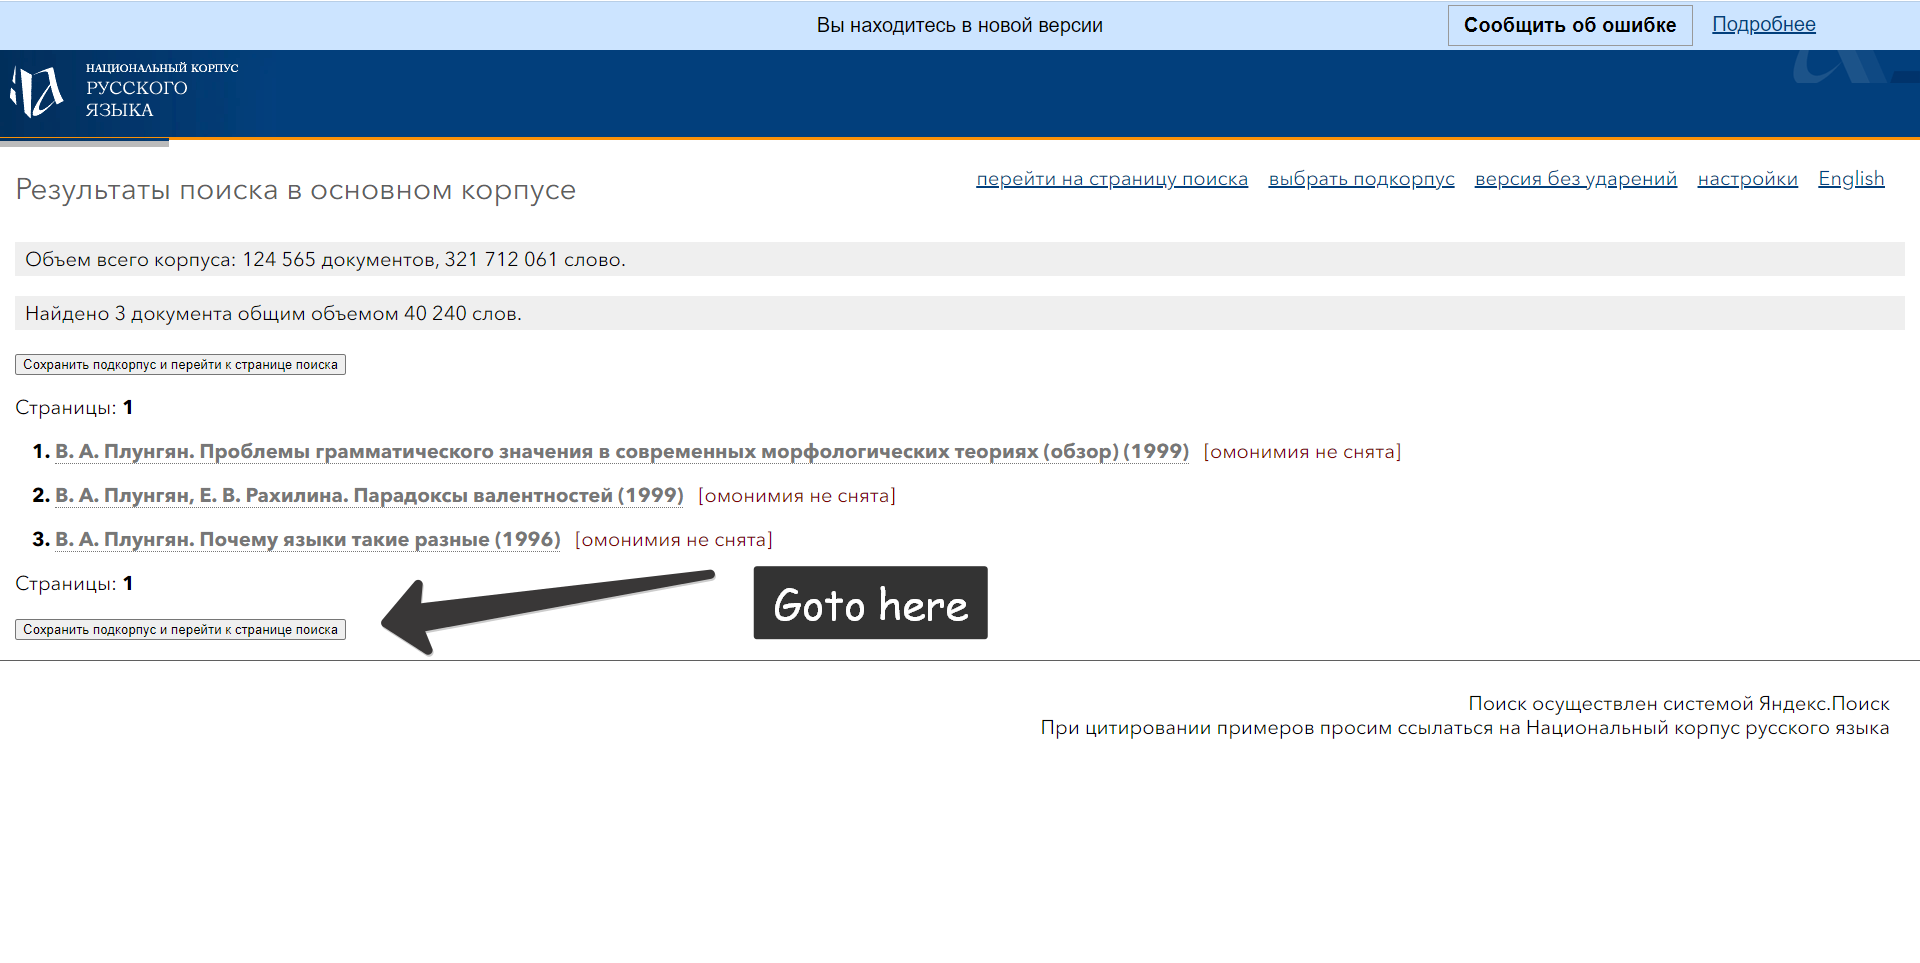 Вы находитесь в новой версии
Сообщить об ошибке
Подробнее
НАЦИОНАЛЬНЫЙ КОРПУС
РУССКОГО
ЯЗЫКА
Результаты поиска в основном корпусе
перейти на страницу поиска выбрать подкорпус версия без ударений настройки English
Объем всего корпуса: 124 565 документов, 321 712 061 слово.
Найдено 3 документа общим объемом 40 240 слов.
Сохранить подкорпус и перейти к странице поиска
Страницы: 1
1. В. А. Плунгян. Проблемы грамматического значения в современных морфологических теориях (обзор) (1999) [омонимия не снята]
2. В. А. Плунгян, Е. В. Рахилина. Парадоксы валентностей (1999) [омонимия не снята]
3. В. А. Плунгян. Почему языки такие разные (1996) [омонимия не снята]
Страницы: 1
Goto here
Сохранить подкорпус и перейти к странице поиска
Поиск осуществлен системой Яндекс.Поиск
При цитировании примеров просим ссылаться на Национальный корпус русского языка